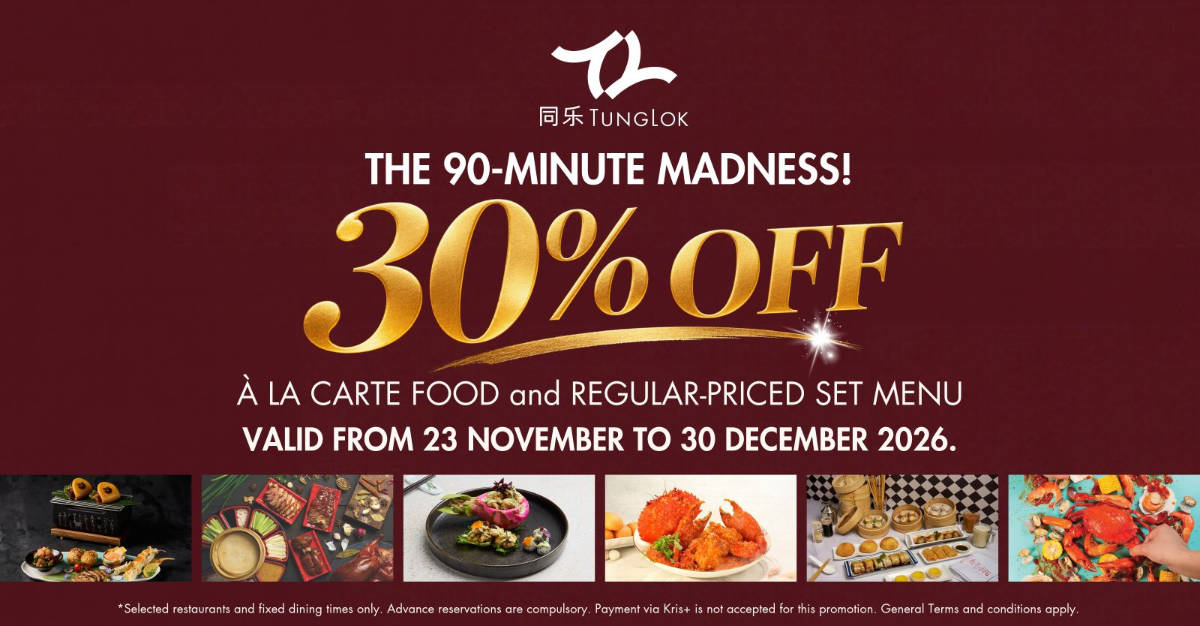 同乐 TUNGLOK
THE 90-MINUTE MADNESS!
30% OFF
À LA CARTE FOOD and REGULAR-PRICED SET MENU
VALID FROM 23 NOVEMBER TO 30 DECEMBER 2026.
*Selected restaurants and fixed dining times only. Advance reservations are compulsory. Payment via Kris+ is not accepted for this promotion. General Terms and conditions apply.